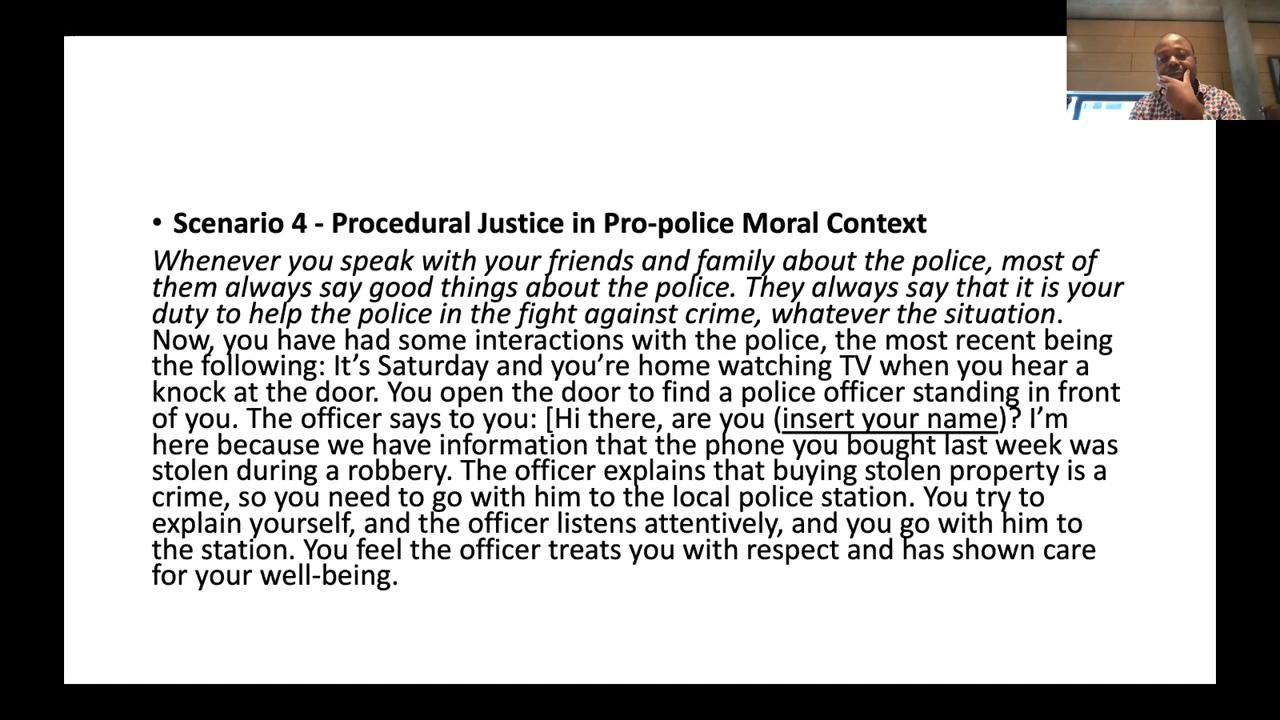 • Scenario 4 - Procedural Justice in Pro-police Moral Context
Whenever you speak with your friends and family about the police, most of
them always say good things about the police. They always say that it is your
duty to help the police in the fight against crime, whatever the situation.
Now, you have had some interactions with the police, the most recent being
the following: It’s Saturday and you’re home watching TV when you hear a
knock at the door. You open the door to find a police officer standing in front
of you. The officer says to you: [Hi there, are you (insert your name)? I’m
here because we have information that the phone you bought last week was
stolen during a robbery. The officer explains that buying stolen property is a
crime, so you need to go with him to the local police station. You try to
explain yourself, and the officer listens attentively, and you go with him to
the station. You feel the officer treats you with respect and has shown care
for your well-being.